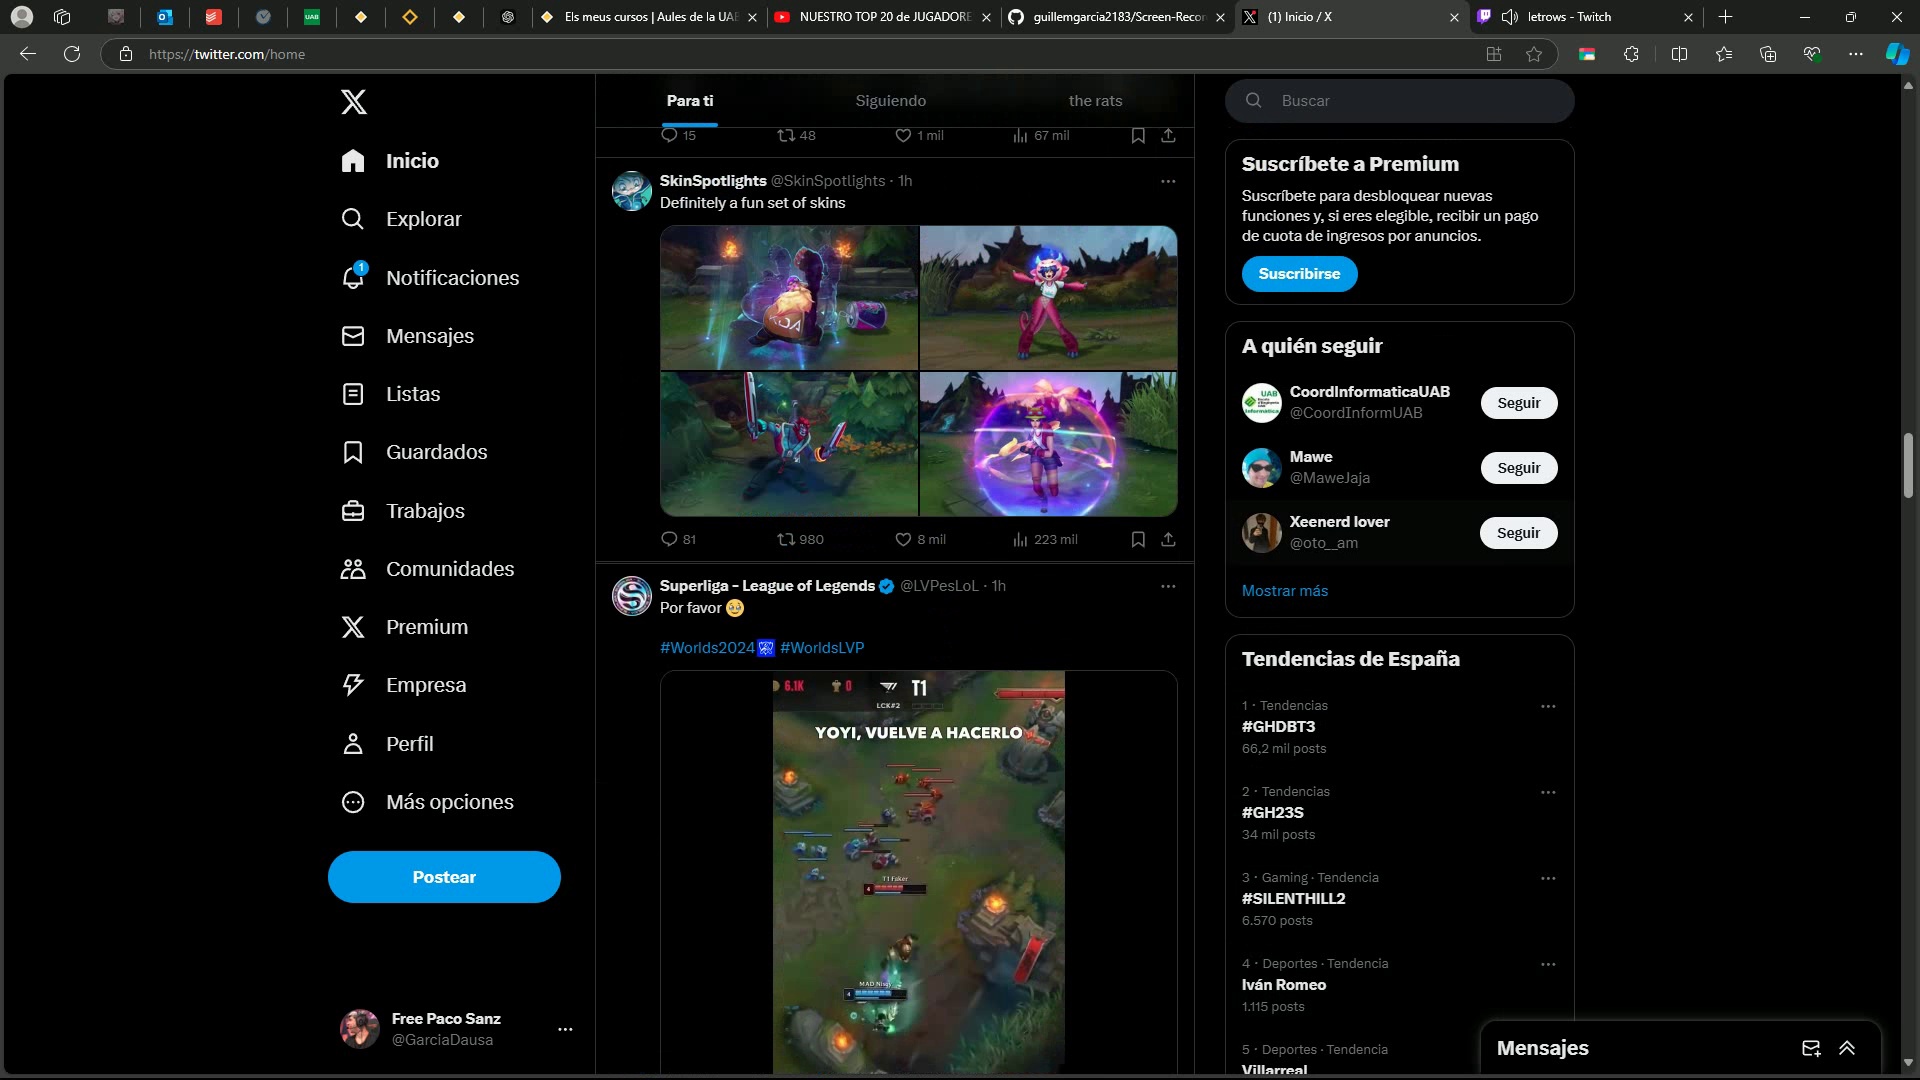 UAB
Els meus cursos | Aules de la UAB
NUESTRO TOP 20 de JUGADORE
guillemgarcia2183/Screen-Recor
(1) Inicio / X
letrows - Twitch
https://twitter.com/home
Inicio
Explorar
1
Notificaciones
Mensajes
Listas
Guardados
Trabajos
Comunidades
Premium
Empresa
Perfil
Más opciones
Postear
Free Paco Sanz
@GarciaDausa
Para ti
Siguiendo
the rats
15
48
1 mil
67 mil
SkinSpotlights @SkinSpotlights · 1h
Definitely a fun set of skins
81
980
8 mil
223 mil
Superliga - League of Legends @LVPesLoL · 1h
Por favor 🥹
#Worlds2024 #WorldsLVP
6.1K 0 T1
LCK#2
YOYI, VUELVE A HACERLO
T1 Faker
4
MAD Nisqy
4
Buscar
Suscríbete a Premium
Suscríbete para desbloquear nuevas
funciones y, si eres elegible, recibir un pago
de cuota de ingresos por anuncios.
Suscribirse
A quién seguir
CoordInformaticaUAB
@CoordInformUAB
Seguir
Mawe
@MaweJaja
Seguir
Xeenerd lover
@oto__am
Seguir
Mostrar más
Tendencias de España
1 · Tendencias
#GHDBT3
66,2 mil posts
2 · Tendencias
#GH23S
34 mil posts
3 · Gaming · Tendencia
#SILENTHILL2
6.570 posts
4 · Deportes · Tendencia
Iván Romeo
1.115 posts
5 · Deportes · Tendencia
Villarreal
Mensajes